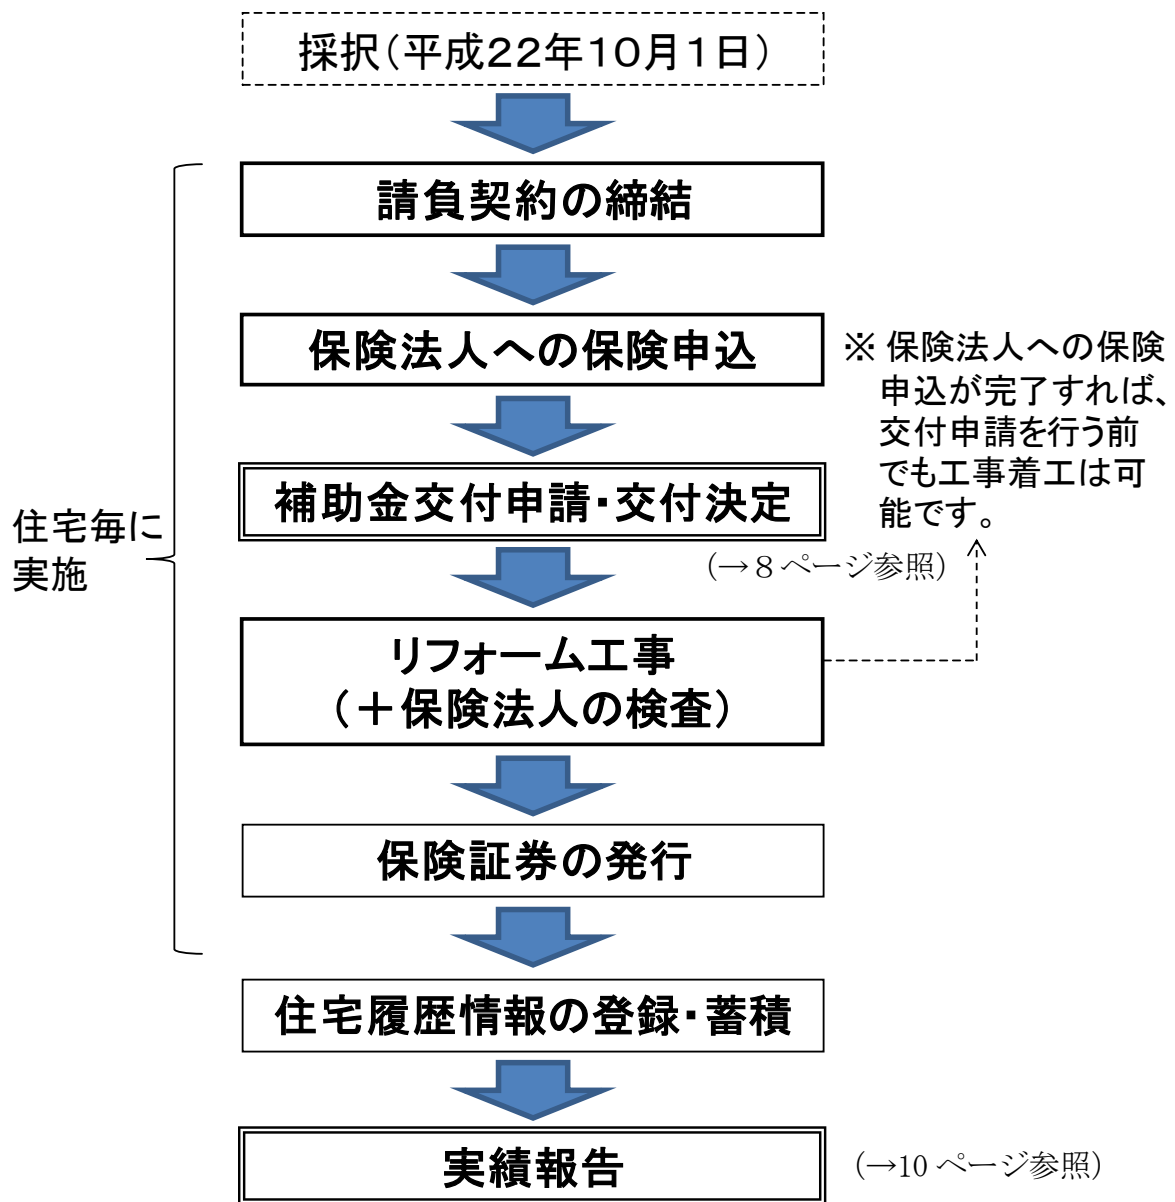 採択(平成22年10月1日)
請負契約の締結
保険法人への保険申込
※ 保険法人への保険
申込が完了すれば、
交付申請を行う前
でも工事着工は可
能です。
補助金交付申請・交付決定
(→８ページ参照)
住宅毎に
実施
リフォーム工事
(＋保険法人の検査)
保険証券の発行
住宅履歴情報の登録・蓄積
実績報告
(→10 ページ参照)